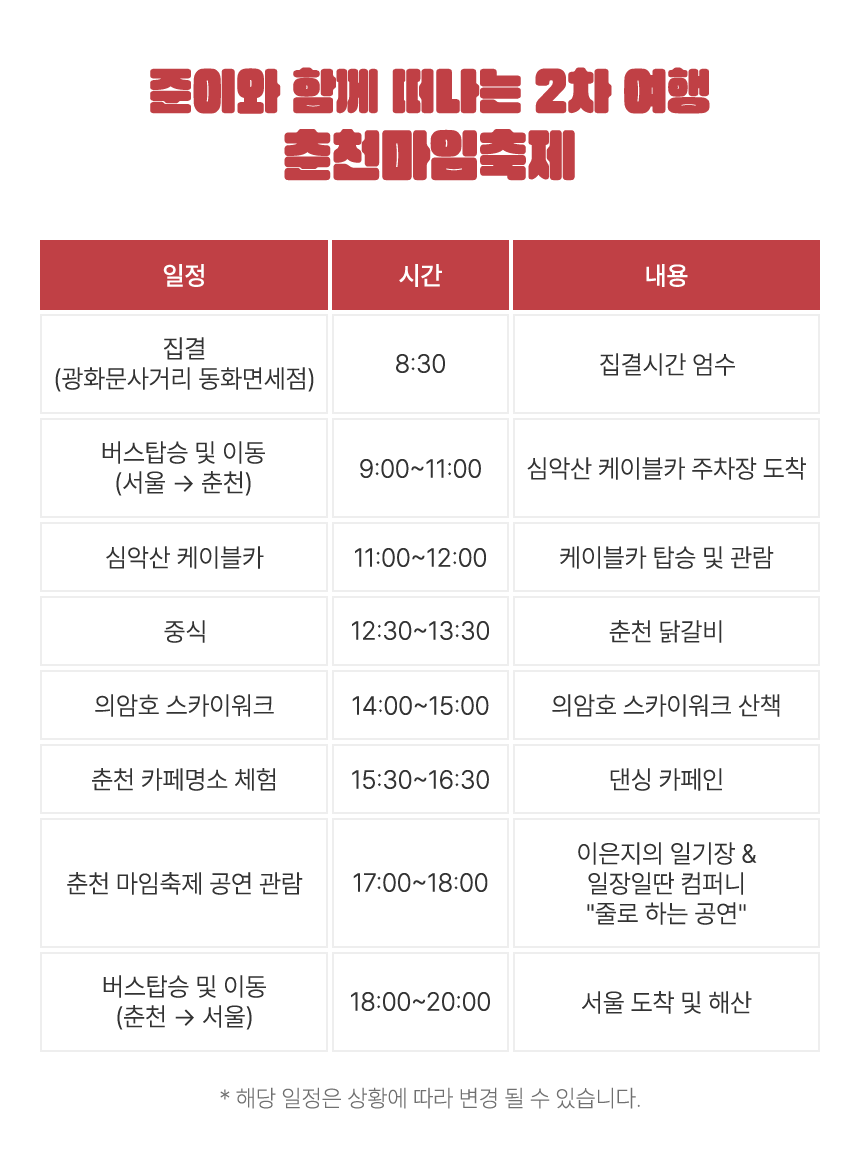 준이와 함께 떠나는 2차 여행
춘천마임축제
일정 시간 내용
집결
(광화문사거리 동화면세점)
8:30
집결시간 엄수
버스탑승 및 이동
(서울 → 춘천)
9:00~11:00
심악산 케이블카 주차장 도착
심악산 케이블카 11:00~12:00 케이블카 탑승 및 관람
중식 12:30~13:30 춘천 닭갈비
의암호 스카이워크 14:00~15:00 의암호 스카이워크 산책
춘천 카페명소 체험 15:30~16:30 댄싱 카페인
춘천 마임축제 공연 관람
17:00~18:00
이은지의 일기장 &
일장일딴 컴퍼니
"줄로 하는 공연"
버스탑승 및 이동
(춘천 → 서울)
18:00~20:00
서울 도착 및 해산
* 해당 일정은 상황에 따라 변경 될 수 있습니다.